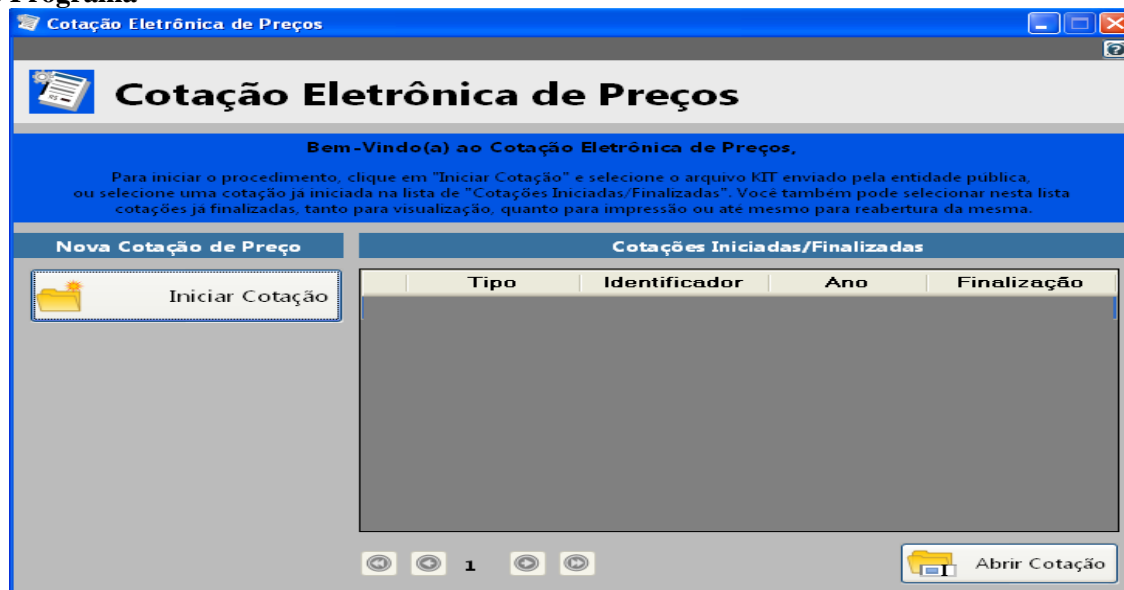 Programa
Cotação Eletrônica de Preços
Cotação Eletrônica de Preços
Bem-Vindo(a) ao Cotação Eletrônica de Preços,
Para iniciar o procedimento, clique em "Iniciar Cotação" e selecione o arquivo KIT enviado pela entidade pública,
ou selecione uma cotação já iniciada na lista de "Cotações Iniciadas/Finalizadas". Você também pode selecionar nesta lista
cotações já finalizadas, tanto para visualização, quanto para impressão ou até mesmo para reabertura da mesma.
Nova Cotação de Preço
Cotações Iniciadas/Finalizadas
Iniciar Cotação
Tipo Identificador Ano Finalização
1
Abrir Cotação